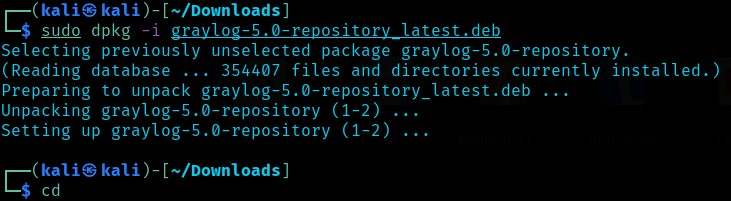 ┌──(kali㉿kali)-[~/Downloads]
└─$ sudo dpkg -i graylog-5.0-repository_latest.deb
Selecting previously unselected package graylog-5.0-repository.
(Reading database ... 354407 files and directories currently installed.)
Preparing to unpack graylog-5.0-repository_latest.deb ...
Unpacking graylog-5.0-repository (1-2) ...
Setting up graylog-5.0-repository (1-2) ...
┌──(kali㉿kali)-[~/Downloads]
└─$ cd